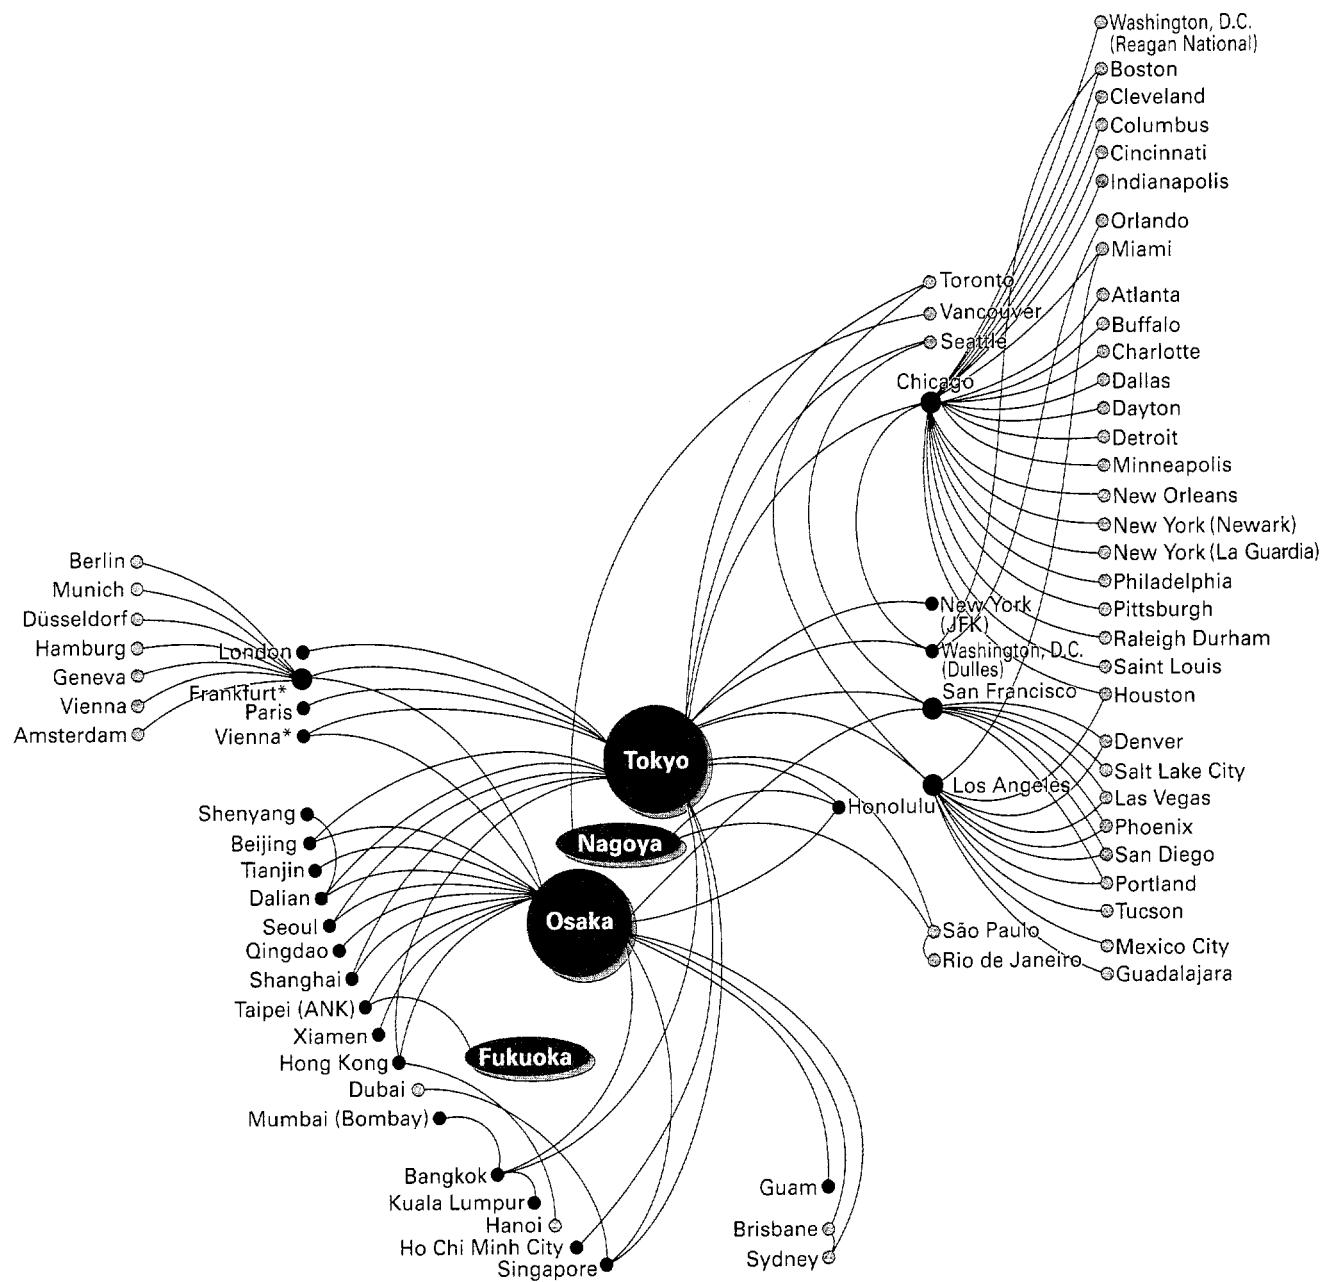 Washington, D.C.
(Reagan National)
Boston
Cleveland
Columbus
Cincinnati
Indianapolis
Orlando
Miami
Toronto
Atlanta
Vancouver
Buffalo
Seattle
Charlotte
Chicago
Dallas
Dayton
Detroit
Minneapolis
New Orleans
New York (Newark)
New York (La Guardia)
Philadelphia
Pittsburgh
Raleigh Durham
Saint Louis
Houston
Berlin
Munich
Düsseldorf
Hamburg
Geneva
Vienna
Amsterdam
London
Frankfurt*
Paris
Vienna*
New York
(JFK)
Washington, D.C.
(Dulles)
San Francisco
Denver
Salt Lake City
Las Vegas
Phoenix
San Diego
Portland
Tucson
Mexico City
Guadalajara
Tokyo
Los Angeles
Honolulu
Nagoya
Shenyang
Beijing
Tianjin
Dalian
Seoul
Qingdao
Shanghai
Taipei (ANK)
Xiamen
Hong Kong
Osaka
São Paulo
Rio de Janeiro
Fukuoka
Dubai
Mumbai (Bombay)
Bangkok
Kuala Lumpur
Hanoi
Ho Chi Minh City
Singapore
Guam
Brisbane
Sydney